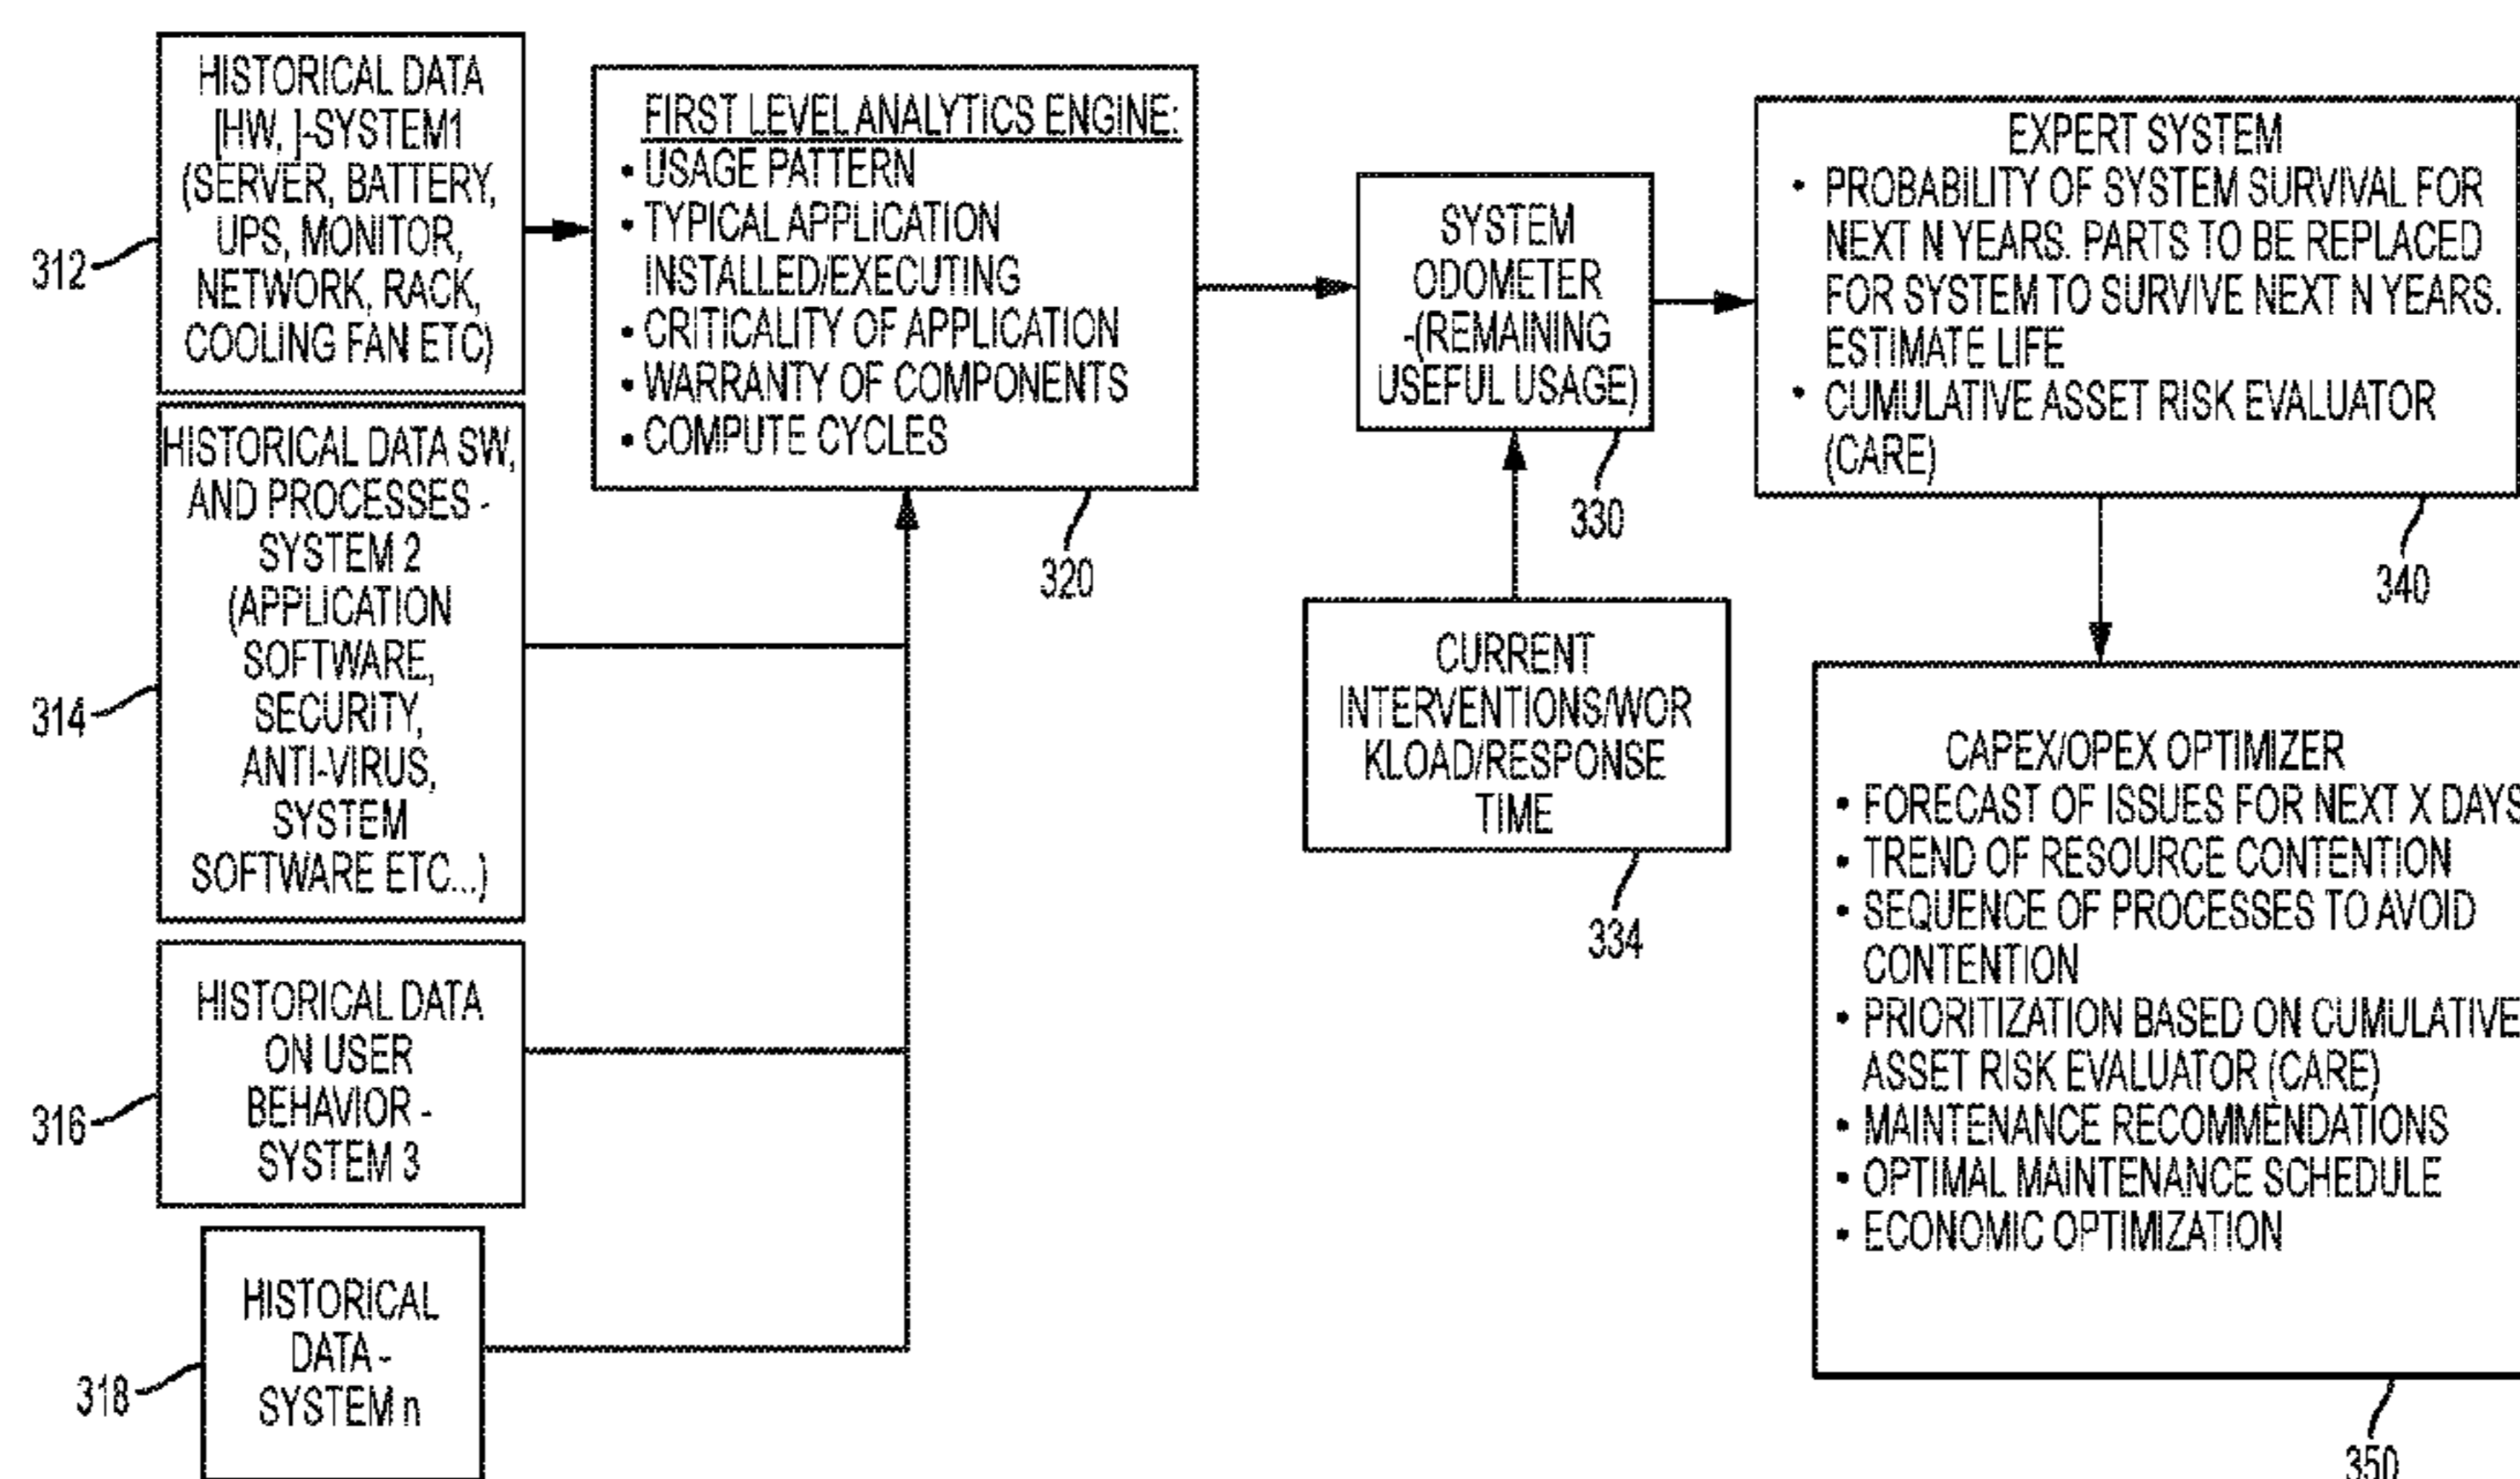 HISTORICAL DATA
[HW, ]-SYSTEM1
(SERVER, BATTERY,
UPS, MONITOR,
NETWORK, RACK,
COOLING FAN ETC)
312
HISTORICAL DATA SW,
AND PROCESSES -
SYSTEM 2
(APPLICATION
SOFTWARE,
SECURITY,
ANTI-VIRUS,
SYSTEM
SOFTWARE ETC...)
314
HISTORICAL DATA
ON USER
BEHAVIOR -
SYSTEM 3
316
HISTORICAL
DATA -
SYSTEM n
318
FIRST LEVEL ANALYTICS ENGINE:
• USAGE PATTERN
• TYPICAL APPLICATION
INSTALLED/EXECUTING
• CRITICALITY OF APPLICATION
• WARRANTY OF COMPONENTS
• COMPUTE CYCLES
320
SYSTEM
ODOMETER
-(REMAINING
USEFUL USAGE)
330
CURRENT
INTERVENTIONS/WOR
KLOAD/RESPONSE
TIME
334
EXPERT SYSTEM
• PROBABILITY OF SYSTEM SURVIVAL FOR
NEXT N YEARS. PARTS TO BE REPLACED
FOR SYSTEM TO SURVIVE NEXT N YEARS.
ESTIMATE LIFE
• CUMULATIVE ASSET RISK EVALUATOR
(CARE)
340
CAPEX/OPEX OPTIMIZER
• FORECAST OF ISSUES FOR NEXT X DAYS
• TREND OF RESOURCE CONTENTION
• SEQUENCE OF PROCESSES TO AVOID
CONTENTION
• PRIORITIZATION BASED ON CUMULATIVE
ASSET RISK EVALUATOR (CARE)
• MAINTENANCE RECOMMENDATIONS
• OPTIMAL MAINTENANCE SCHEDULE
• ECONOMIC OPTIMIZATION
350